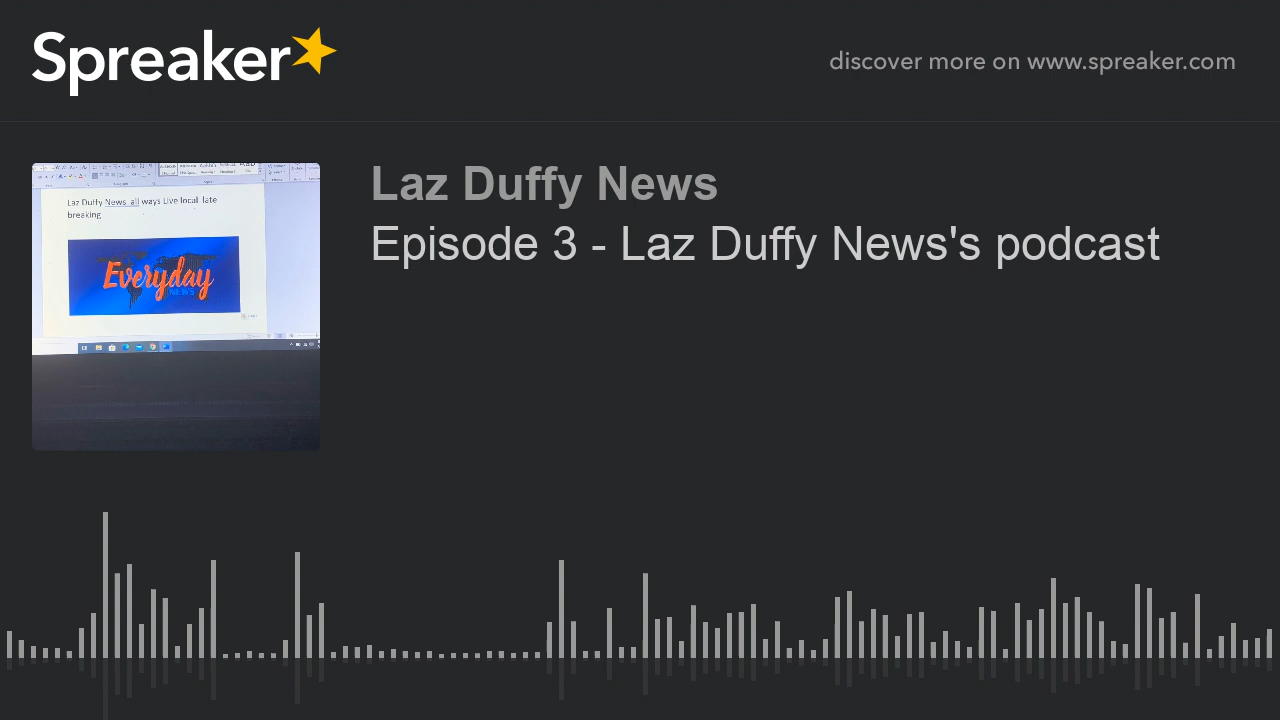 Spreaker
discover more on www.spreaker.com
Laz Duffy News
Episode 3 - Laz Duffy News's podcast
Laz Duffy News all ways Live local late
breaking
Everyday
NEWS